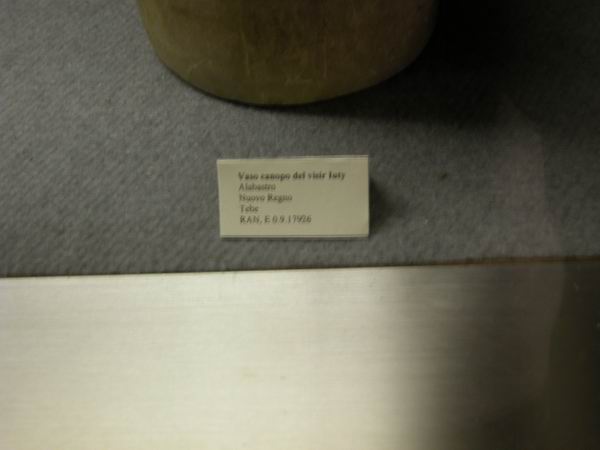 Vaso canopo del visir Iuty
Alabastro
Nuovo Regno
Tebe
RAN, E 0.9.17926